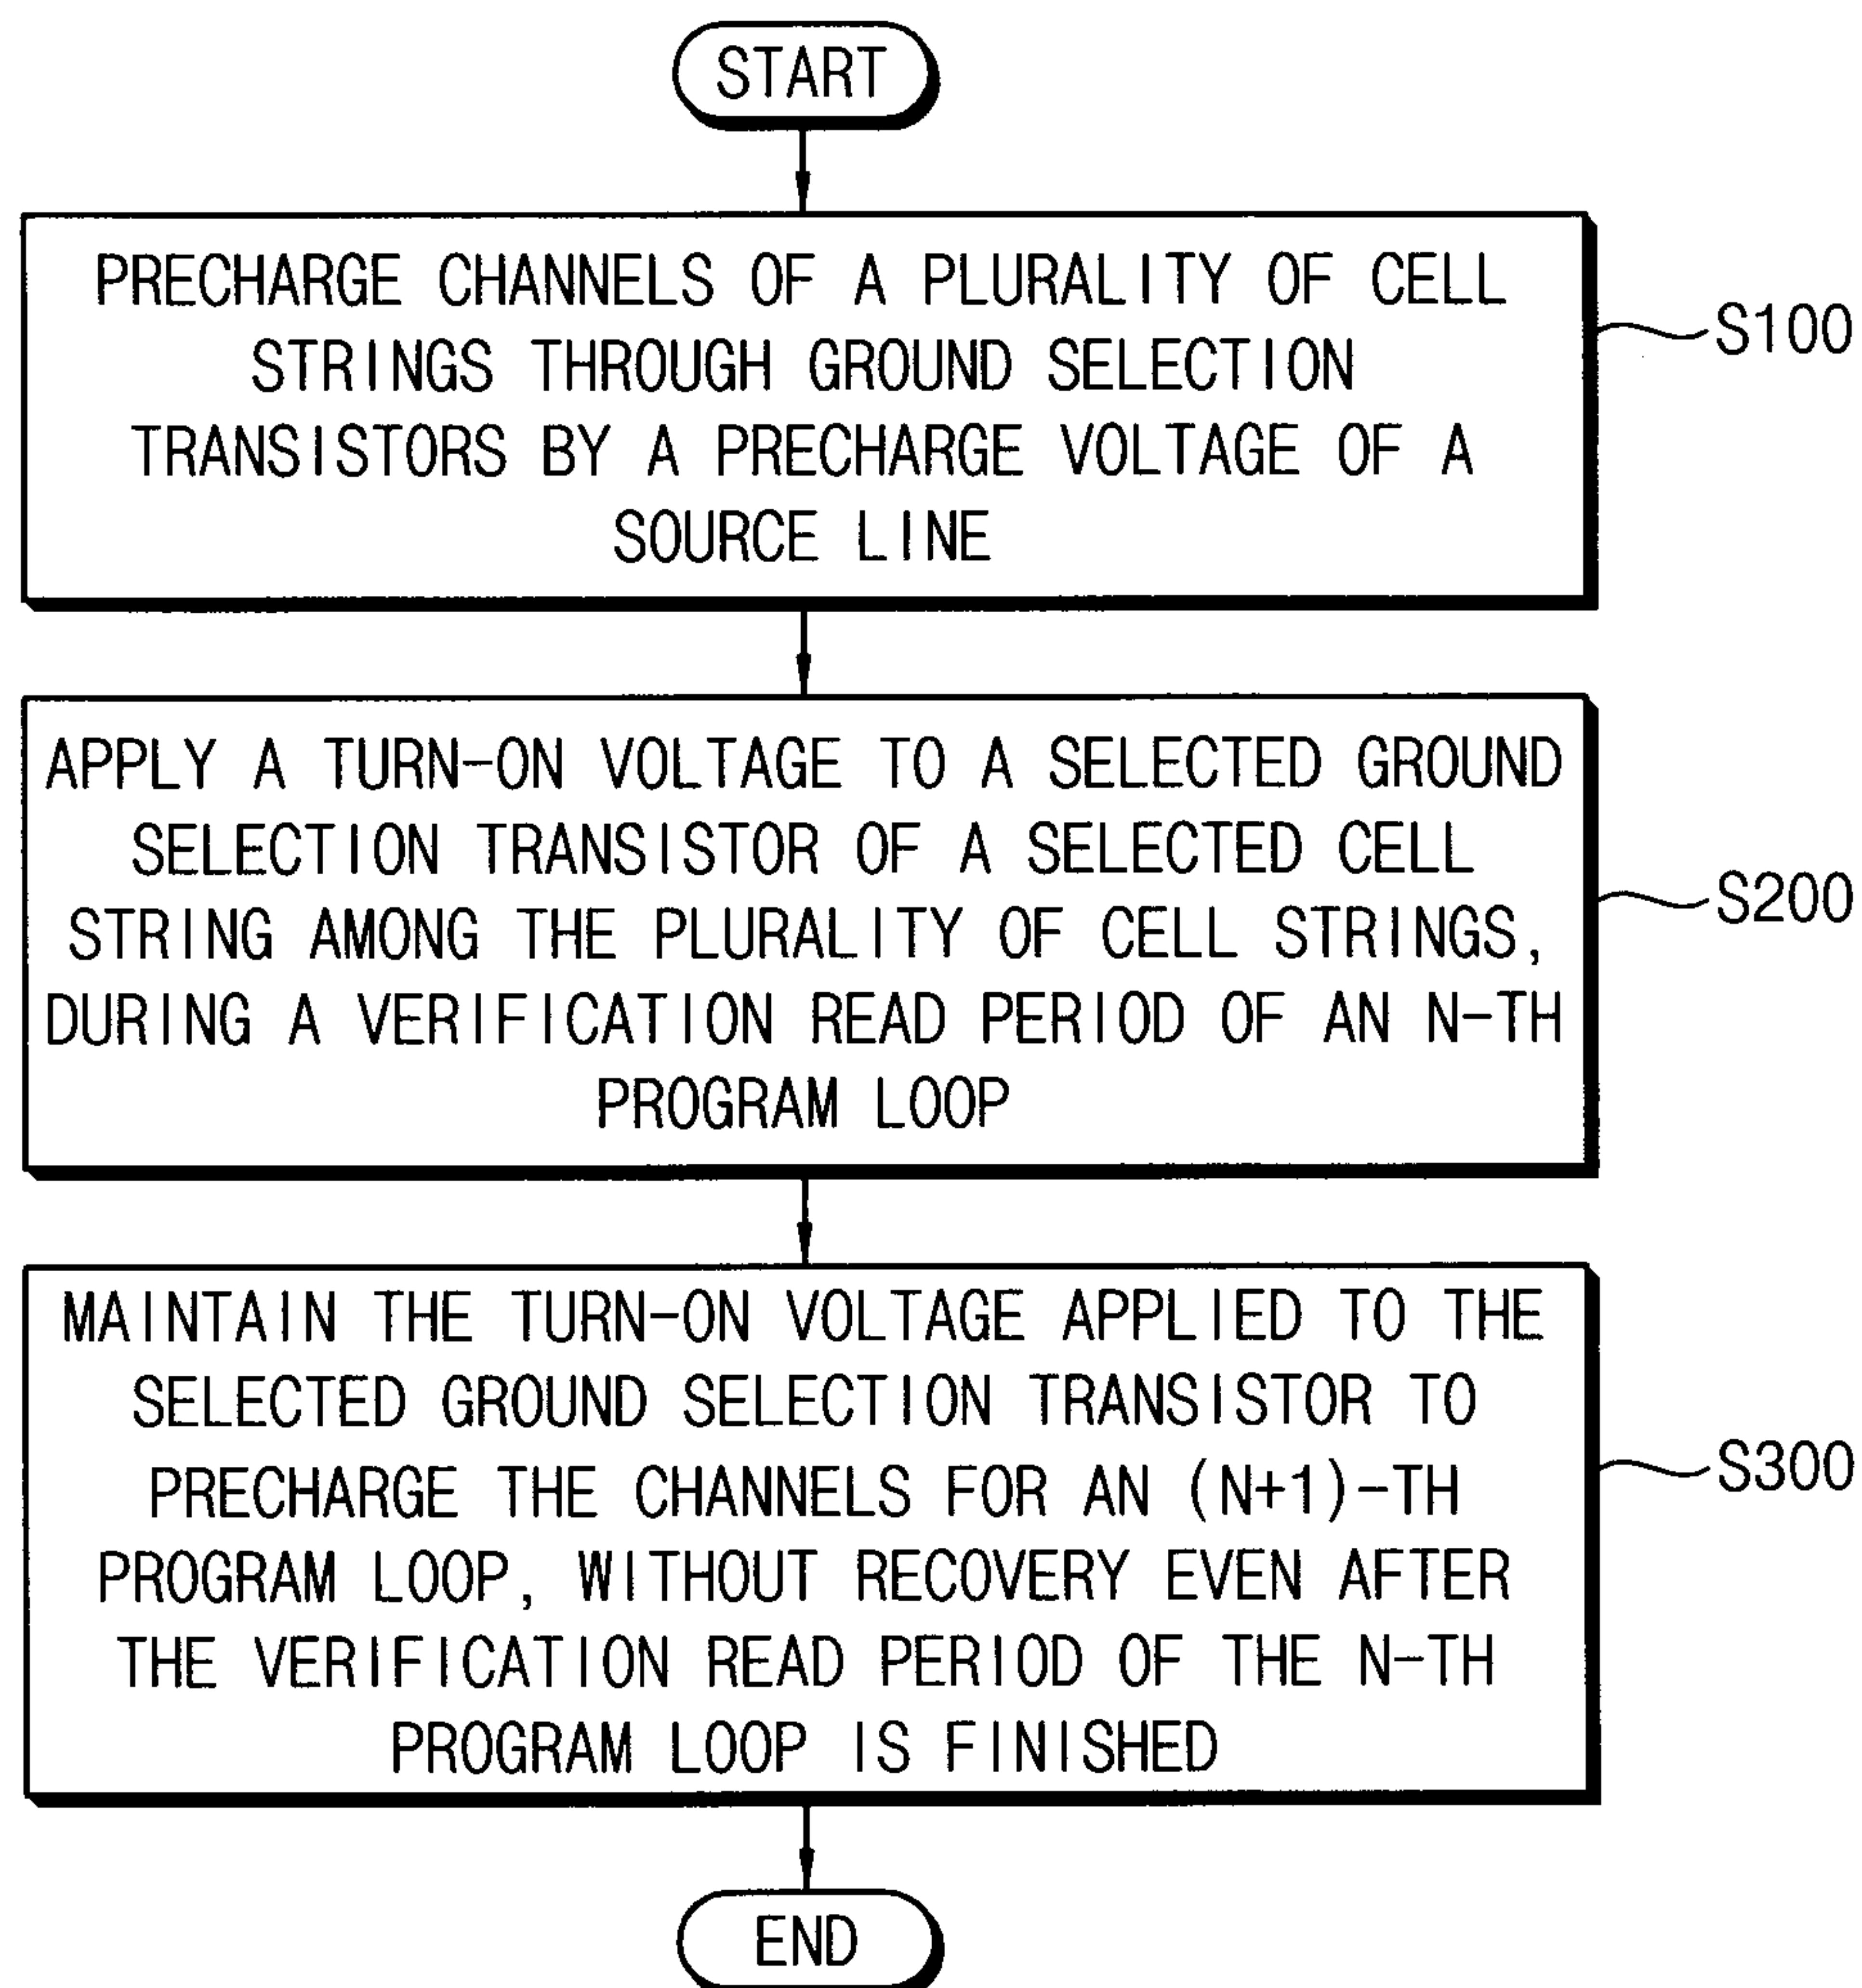 START
PRECHARGE CHANNELS OF A PLURALITY OF CELL
STRINGS THROUGH GROUND SELECTION
TRANSISTORS BY A PRECHARGE VOLTAGE OF A
SOURCE LINE
S100
APPLY A TURN-ON VOLTAGE TO A SELECTED GROUND
SELECTION TRANSISTOR OF A SELECTED CELL
STRING AMONG THE PLURALITY OF CELL STRINGS,
DURING A VERIFICATION READ PERIOD OF AN N-TH
PROGRAM LOOP
S200
MAINTAIN THE TURN-ON VOLTAGE APPLIED TO THE
SELECTED GROUND SELECTION TRANSISTOR TO
PRECHARGE THE CHANNELS FOR AN (N+1)-TH
PROGRAM LOOP, WITHOUT RECOVERY EVEN AFTER
THE VERIFICATION READ PERIOD OF THE N-TH
PROGRAM LOOP IS FINISHED
S300
END